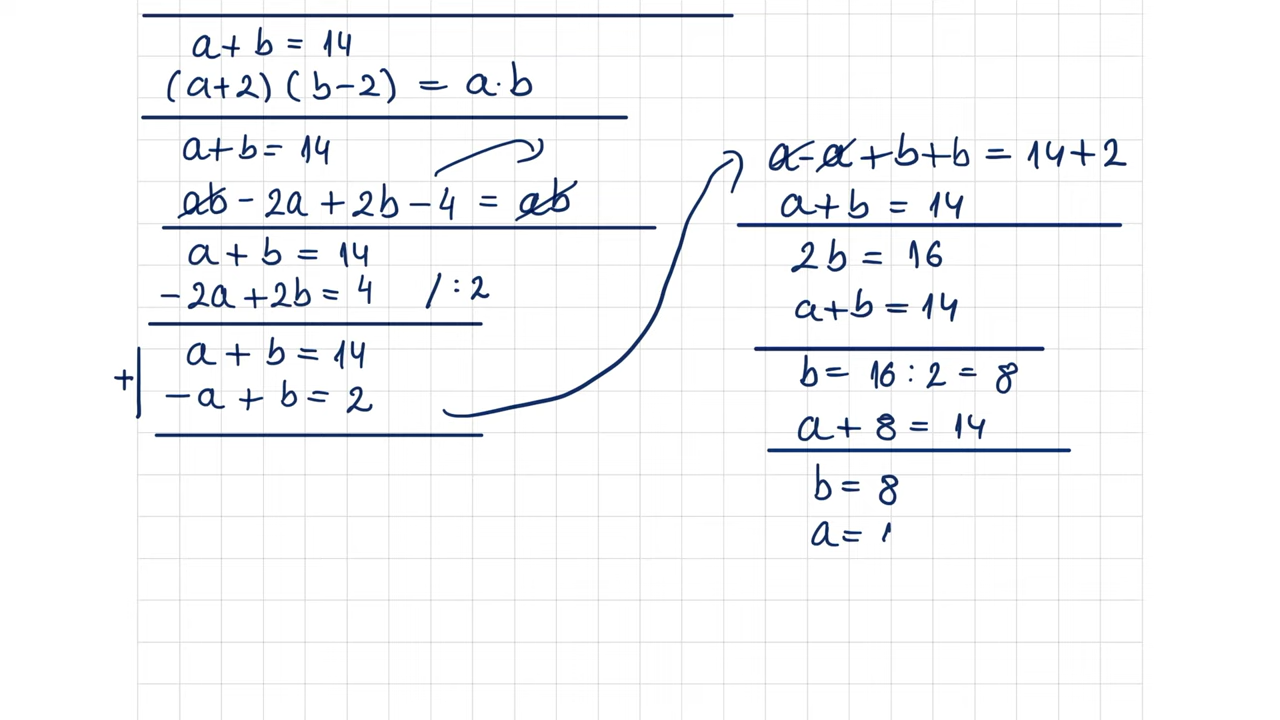 a + b = 14
(a+2) (b-2) = a·b
a+b = 14
ab - 2a + 2b - 4 = ab
a + b = 14
-2a + 2b = 4 / : 2
a + b = 14
+
-a + b = 2
a - a + b + b = 14 + 2
a + b = 14
2b = 16
a + b = 14
b = 16 : 2 = 8
a + 8 = 14
b = 8
a =